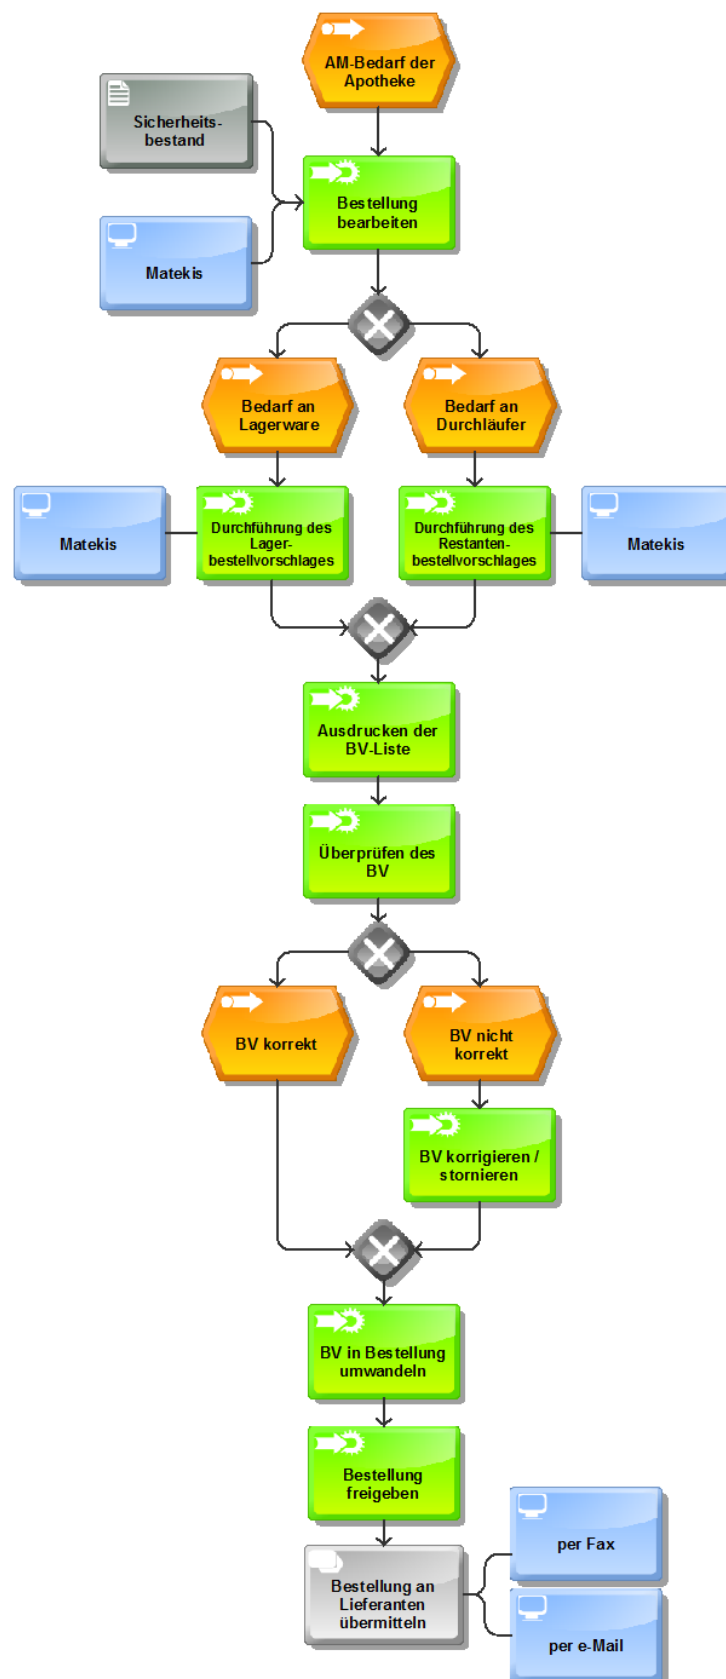 AM-Bedarf der
Apotheke
Sicherheits-
bestand
Bestellung
bearbeiten
Matekis
Bedarf an
Lagerware
Bedarf an
Durchläufer
Matekis
Durchführung des
Lager-
bestellvorschlages
Durchführung des
Restanten-
bestellvorschlages
Matekis
Ausdrucken der
BV-Liste
Überprüfen des
BV
BV korrekt
BV nicht
korrekt
BV korrigieren /
stornieren
BV in Bestellung
umwandeln
Bestellung
freigeben
per Fax
Bestellung an
Lieferanten
übermitteln
per e-Mail